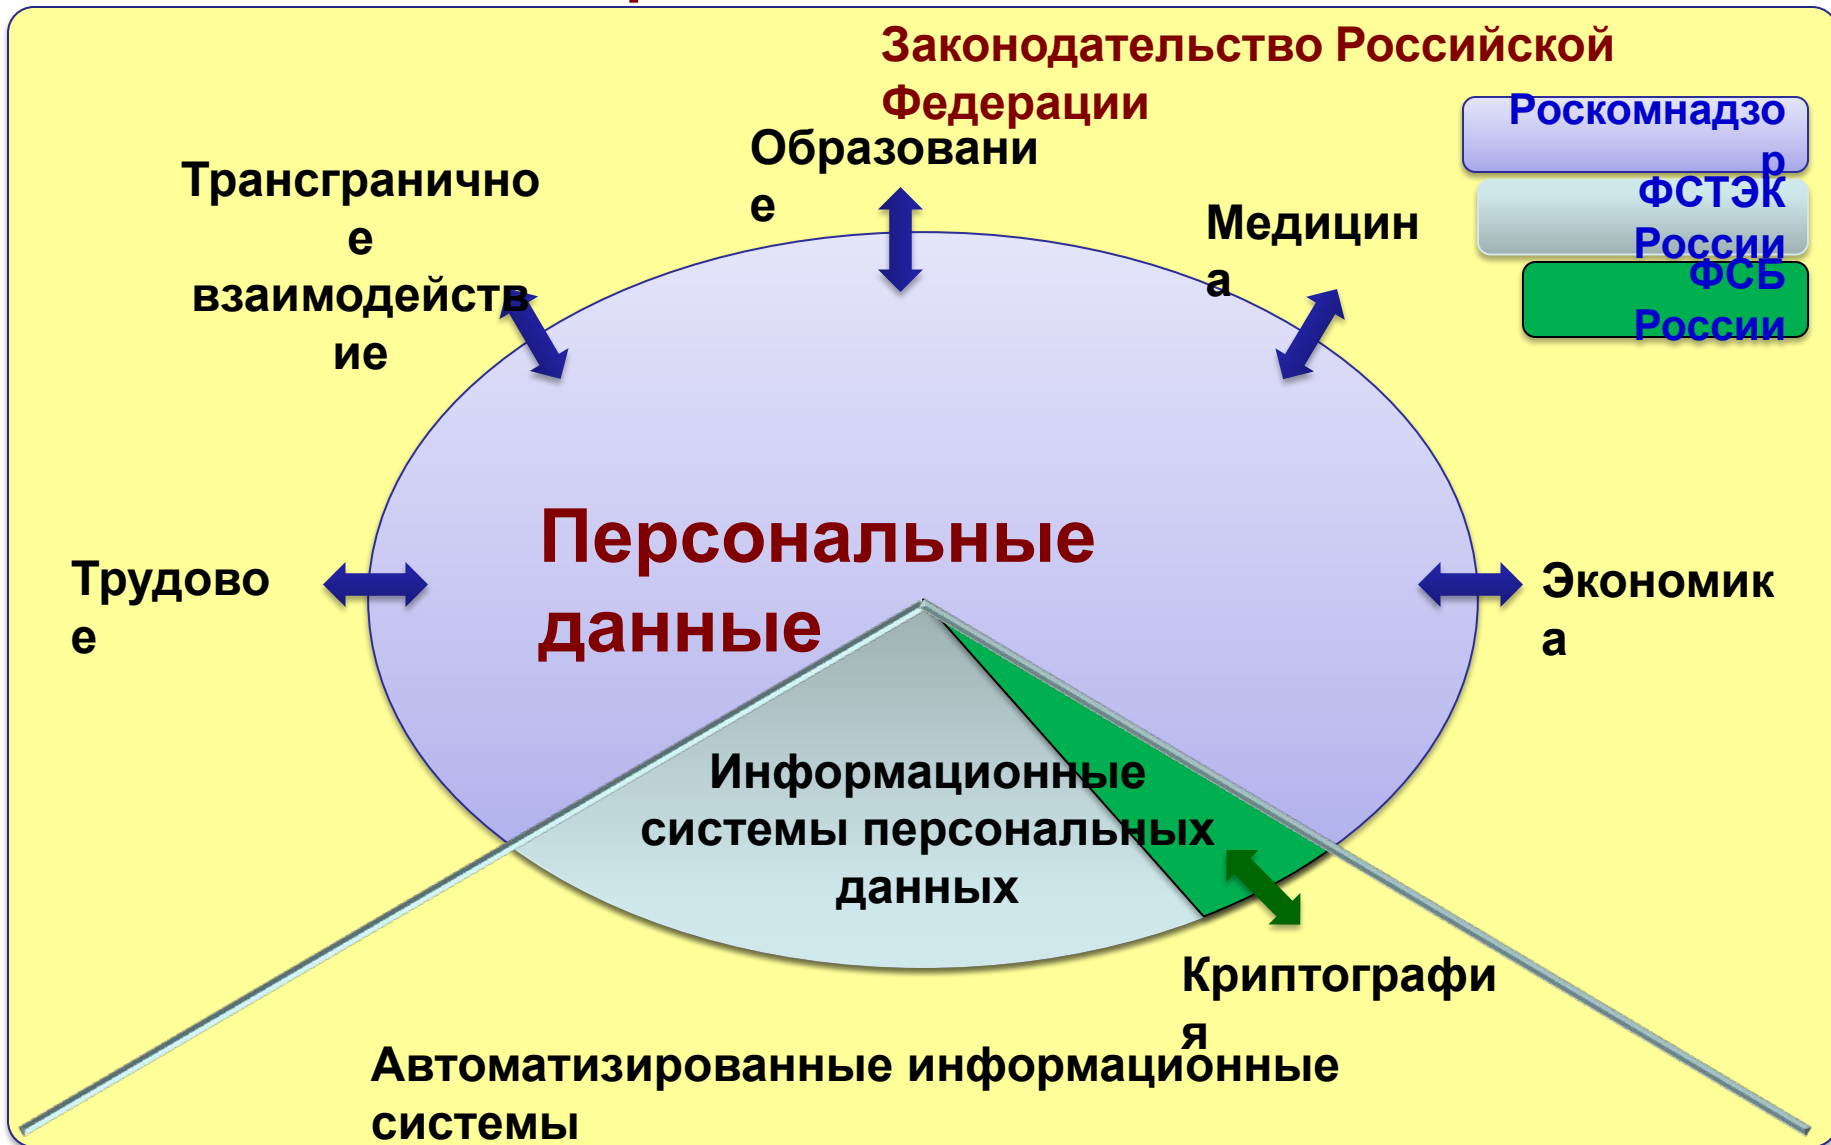 Законодательство Российской
Федерации
Роскомнадзо
р
ФСТЭК
России
ФСБ
России
Образовани
е
Трансгранично
е
взаимодейств
ие
Медицин
а
Персональные
данные
Трудово
е
Экономик
а
Информационные
системы персональных
данных
Криптографи
я
Автоматизированные информационные
системы